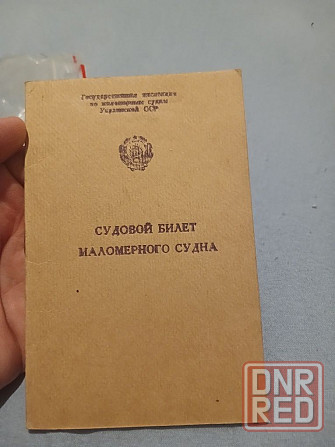 Государственная инспекция
по маломерным судам
Украинской ССР
СУДОВОЙ БИЛЕТ
МАЛОМЕРНОГО СУДНА
DNR
RED